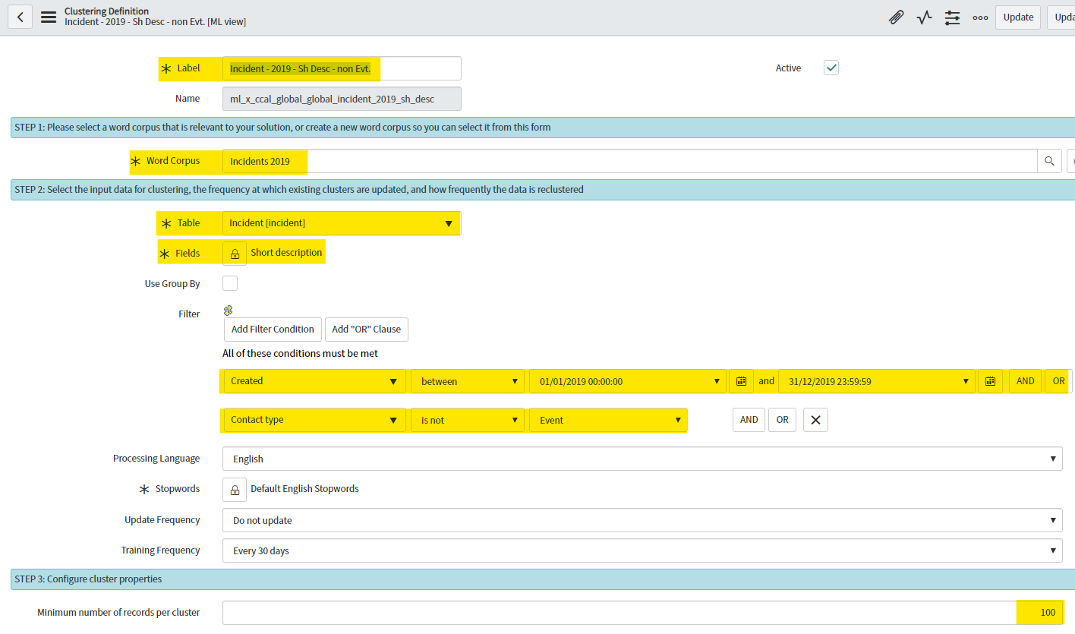 Clustering Definition
Incident - 2019 - Sh Desc - non Evt. [ML view]
Update
Upda
Label
Incident - 2019 - Sh Desc - non Evt.
Active
Name
ml_x_ccal_global_global_incident_2019_sh_desc
STEP 1: Please select a word corpus that is relevant to your solution, or create a new word corpus so you can select it from this form
Word Corpus
Incidents 2019
STEP 2: Select the input data for clustering, the frequency at which existing clusters are updated, and how frequently the data is reclustered
Table
Incident [incident]
Fields
Short description
Use Group By
Filter
Add Filter Condition
Add "OR" Clause
All of these conditions must be met
Created
between
01/01/2019 00:00:00
and
31/12/2019 23:59:59
AND
OR
Contact type
is not
Event
AND
OR
Processing Language
English
Stopwords
Default English Stopwords
Update Frequency
Do not update
Training Frequency
Every 30 days
STEP 3: Configure cluster properties
Minimum number of records per cluster
100